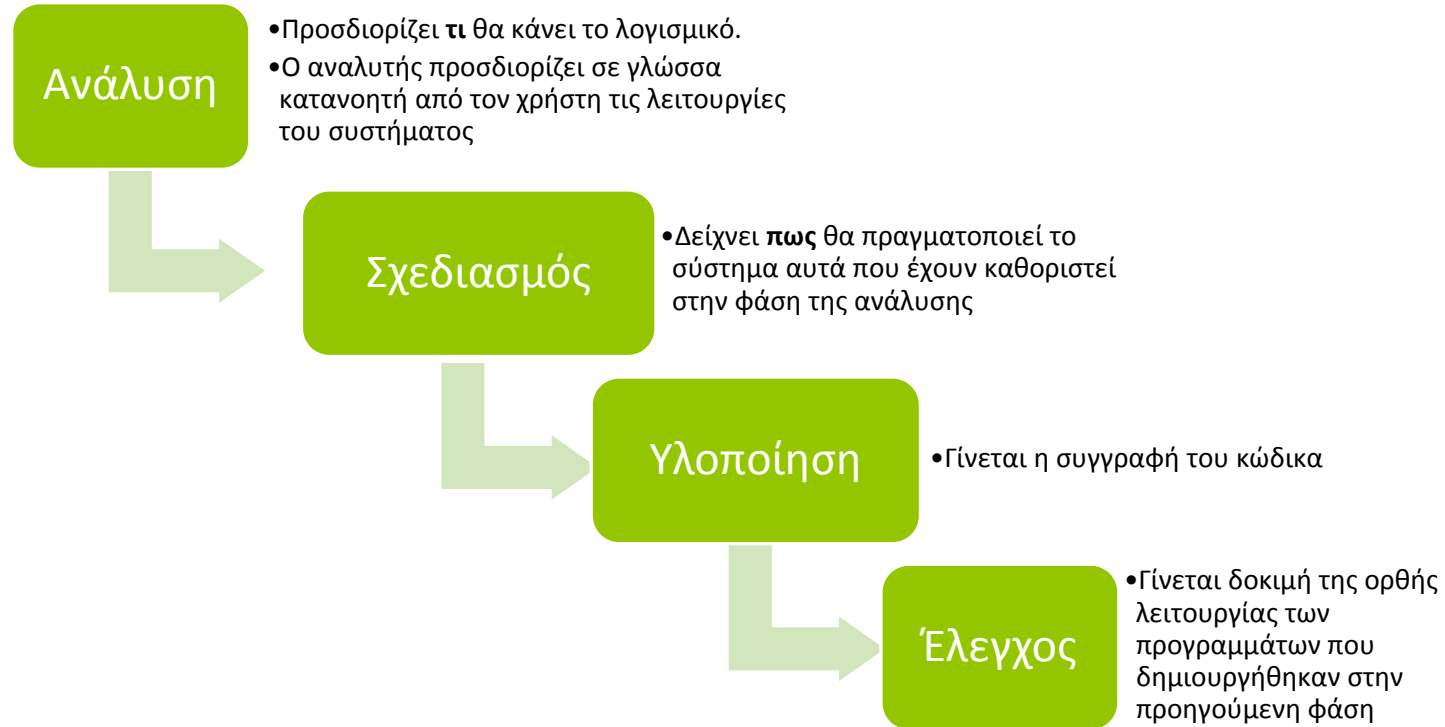 Ανάλυση
•Προσδιορίζει τι θα κάνει το λογισμικό.
•Ο αναλυτής προσδιορίζει σε γλώσσα
κατανοητή από τον χρήστη τις λειτουργίες
του συστήματος
Σχεδιασμός
•Δείχνει πως θα πραγματοποιεί το
σύστημα αυτά που έχουν καθοριστεί
στην φάση της ανάλυσης
Υλοποίηση
•Γίνεται η συγγραφή του κώδικα
Έλεγχος
•Γίνεται δοκιμή της ορθής
λειτουργίας των
προγραμμάτων που
δημιουργήθηκαν στην
προηγούμενη φάση